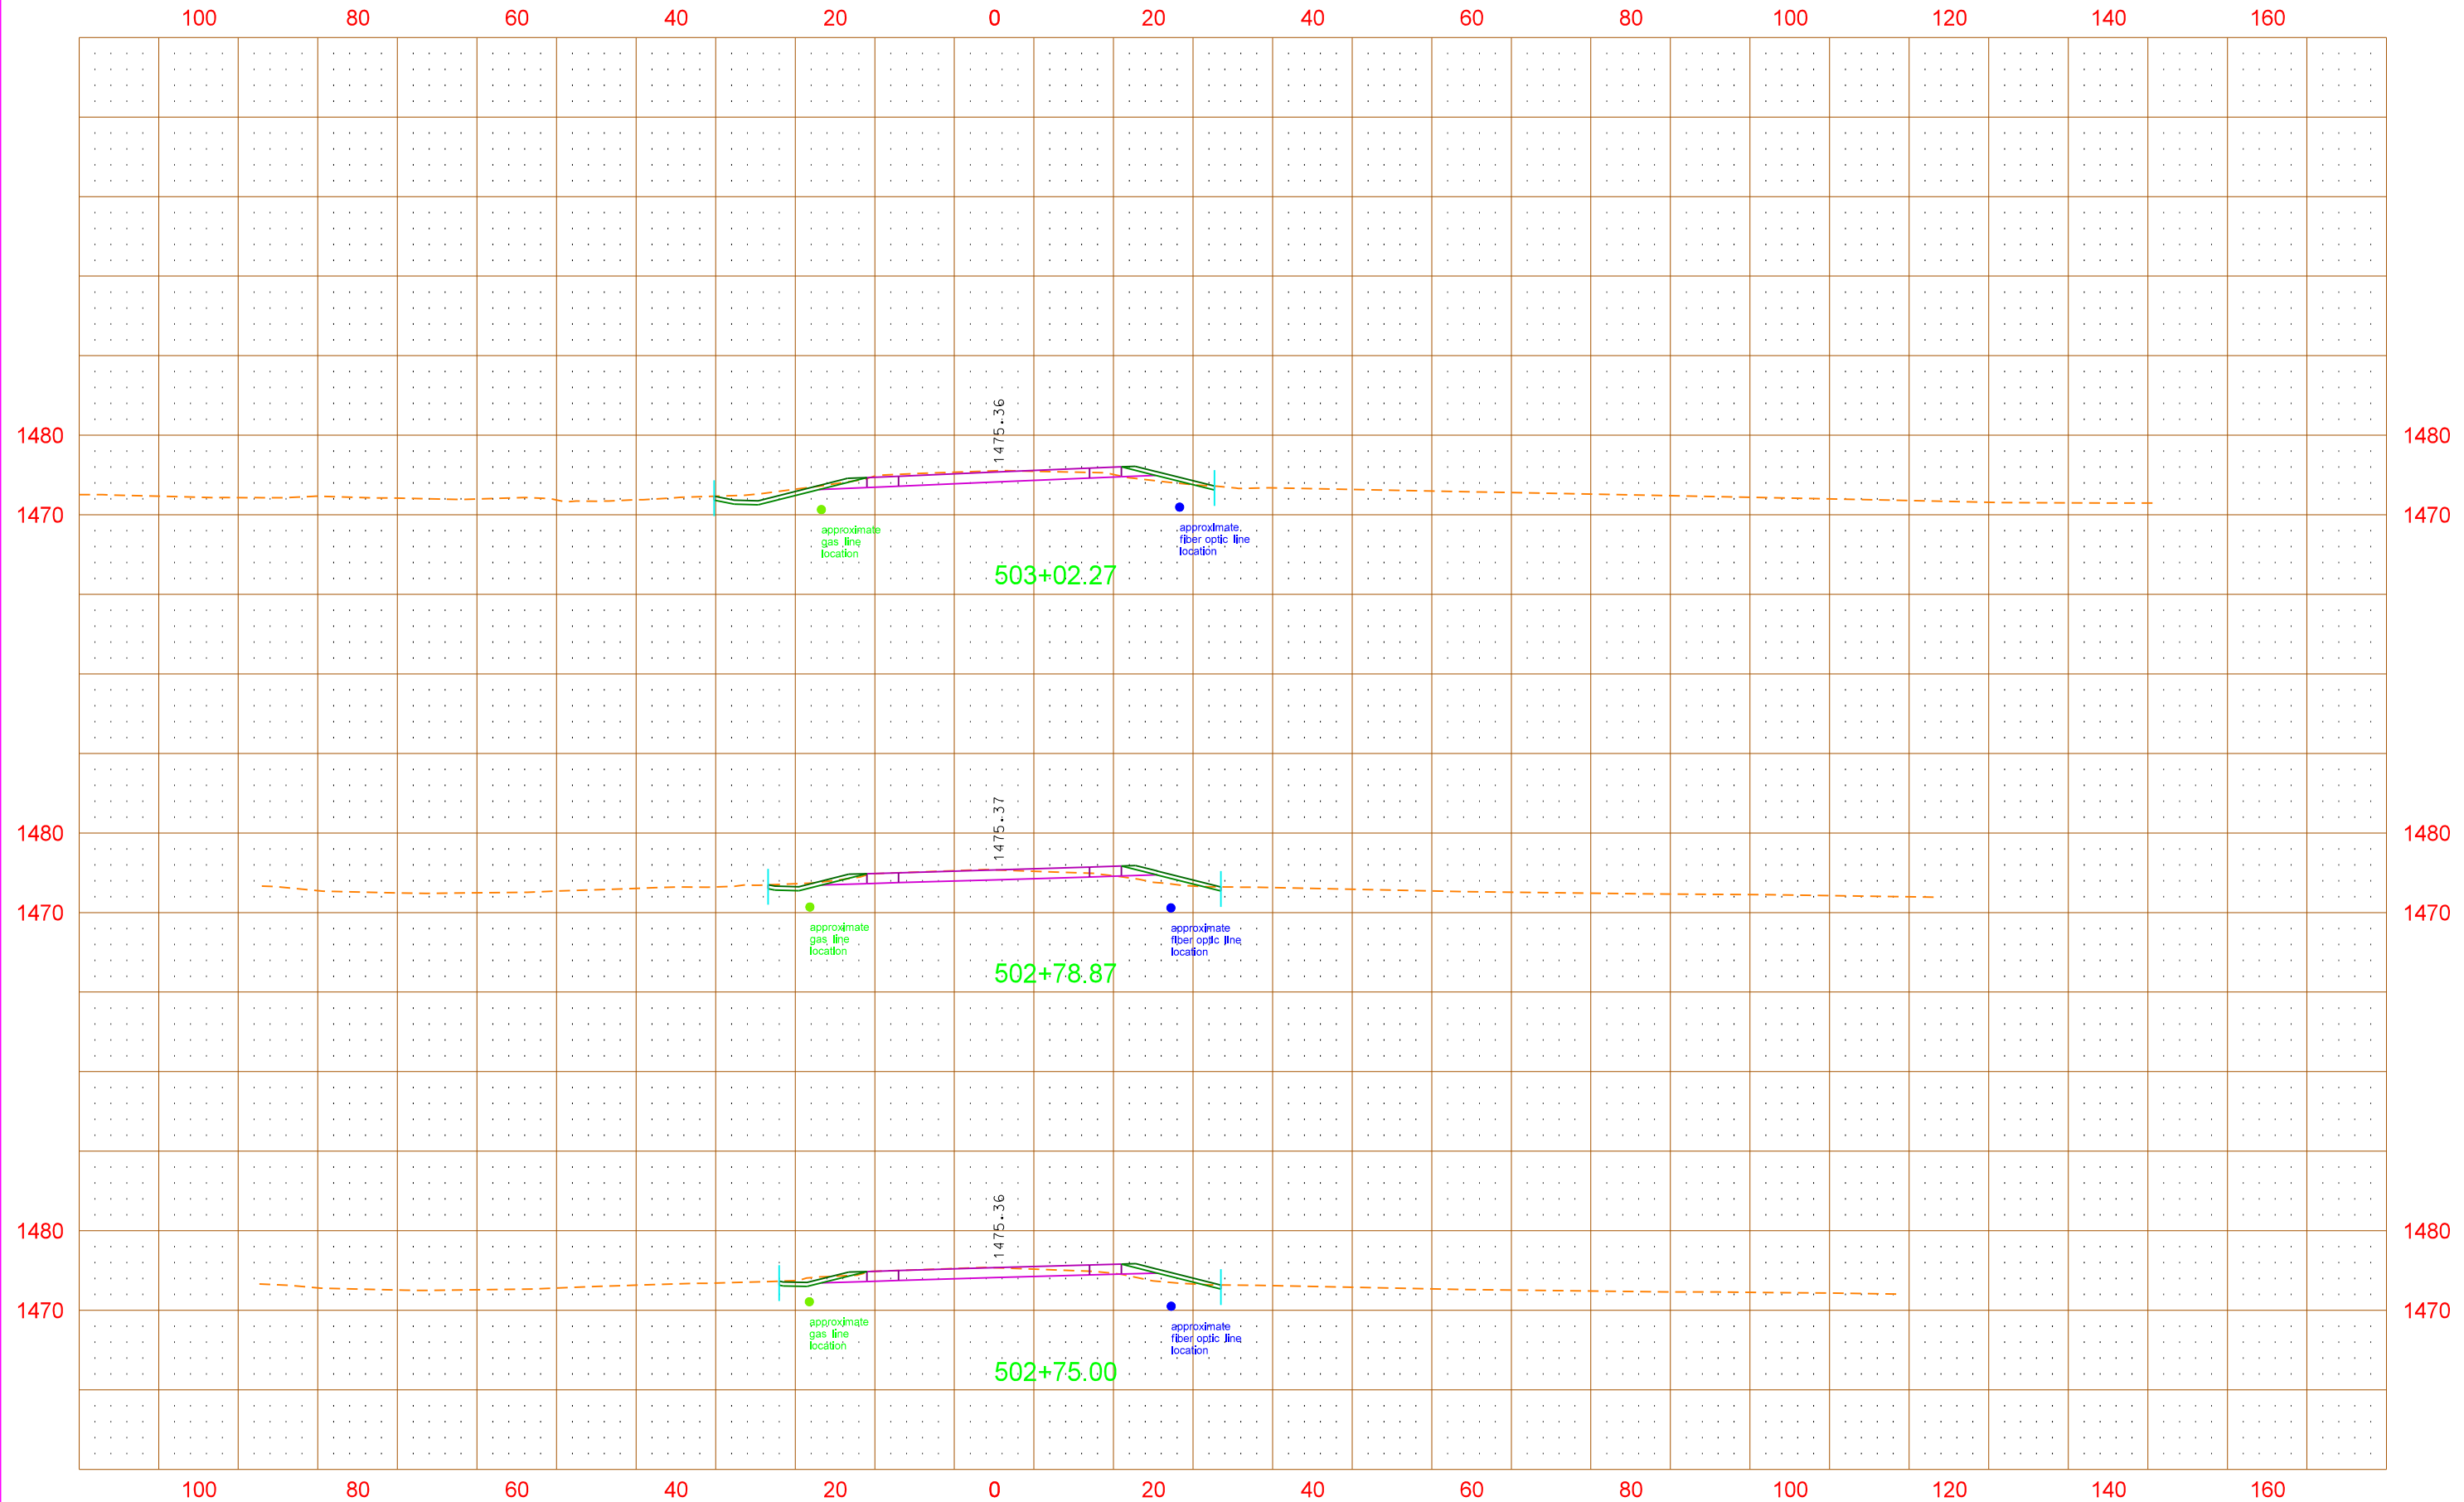 100 80 60 40 20 0 20 40 60 80 100 120 140 160
1475.36
1480 1480
1470 1470
approximate
gas line
location
approximate
fiber optic line
location
503+02.27
1475.37
1480 1480
1470 1470
approximate
gas line
location
approximate
fiber optic line
location
502+78.87
1475.36
1480 1480
1470 1470
approximate
gas line
location
approximate
fiber optic line
location
502+75.00
100 80 60 40 20 0 20 40 60 80 100 120 140 160